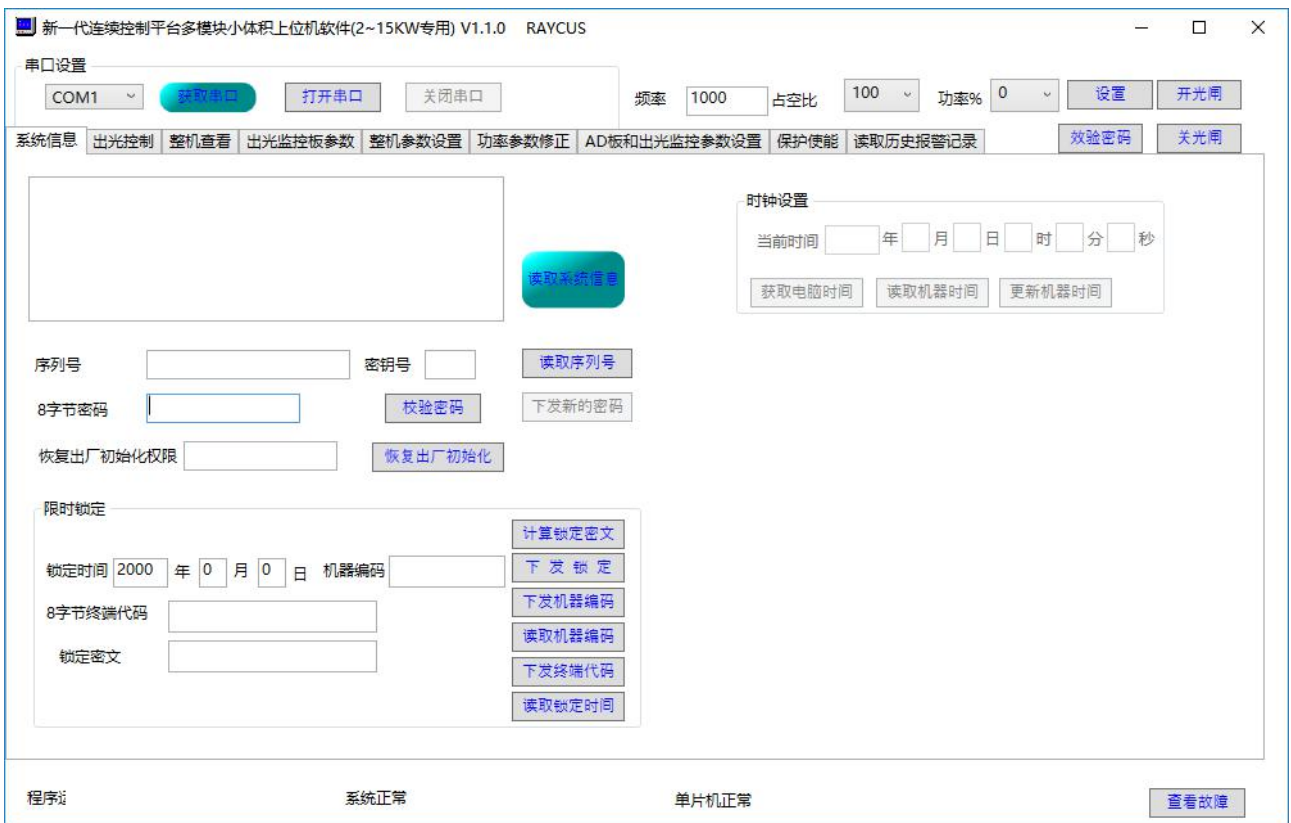 新一代连续控制平台多模块小体积上位机软件(2~15KW专用) V1.1.0 RAYCUS
串口设置
COM1 获取串口 打开串口 关闭串口 频率 1000 占空比 100 功率% 0 设置 开光闸
系统信息 出光控制 整机查看 出光监控板参数 整机参数设置 功率参数修正 AD板和出光监控参数设置 保护使能 读取历史报警记录 效验密码 关光闸
时钟设置
当前时间 年 月 日 时 分 秒
读取系统信息
获取电脑时间 读取机器时间 更新机器时间
序列号 密钥号 读取序列号
8字节密码 校验密码 下发新的密码
恢复出厂初始化权限 恢复出厂初始化
限时锁定
计算锁定密文
锁定时间 2000 年 0 月 0 日 机器编码 下 发 锁 定
下发机器编码
8字节终端代码
读取机器编码
锁定密文
下发终端代码
读取锁定时间
程序 系统正常 单片机正常 查看故障